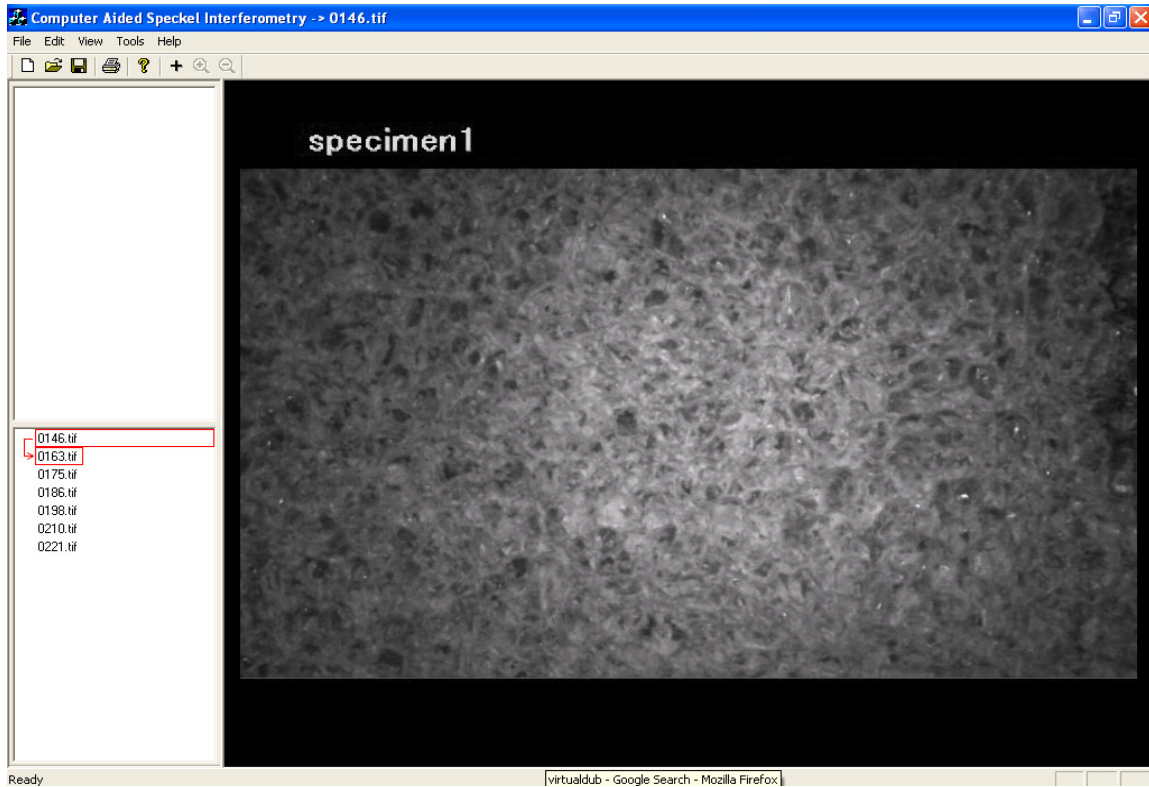 Computer Aided Speckel Interferometry -> 0146.tif
File Edit View Tools Help
specimen1
0146.tif
0163.tif
0175.tif
0186.tif
0198.tif
0210.tif
0221.tif
Ready
virtualdub - Google Search - Mozilla Firefox